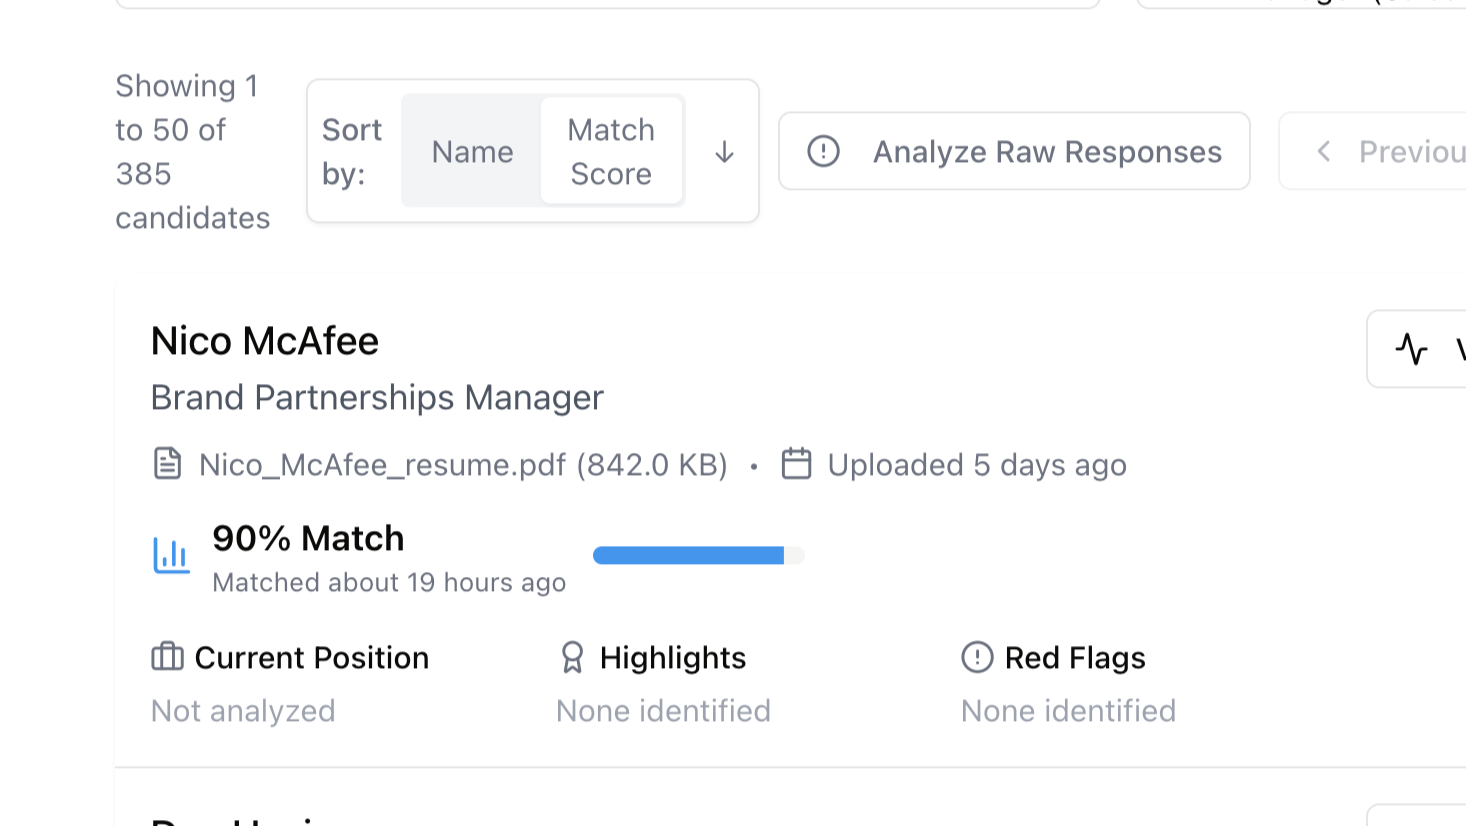 Showing 1
to 50 of
385
candidates
Sort
by:
Name
Match
Score
Analyze Raw Responses
Previou
Nico McAfee
Brand Partnerships Manager
Nico_McAfee_resume.pdf (842.0 KB) • Uploaded 5 days ago
90% Match
Matched about 19 hours ago
Current Position
Highlights
Red Flags
Not analyzed
None identified
None identified